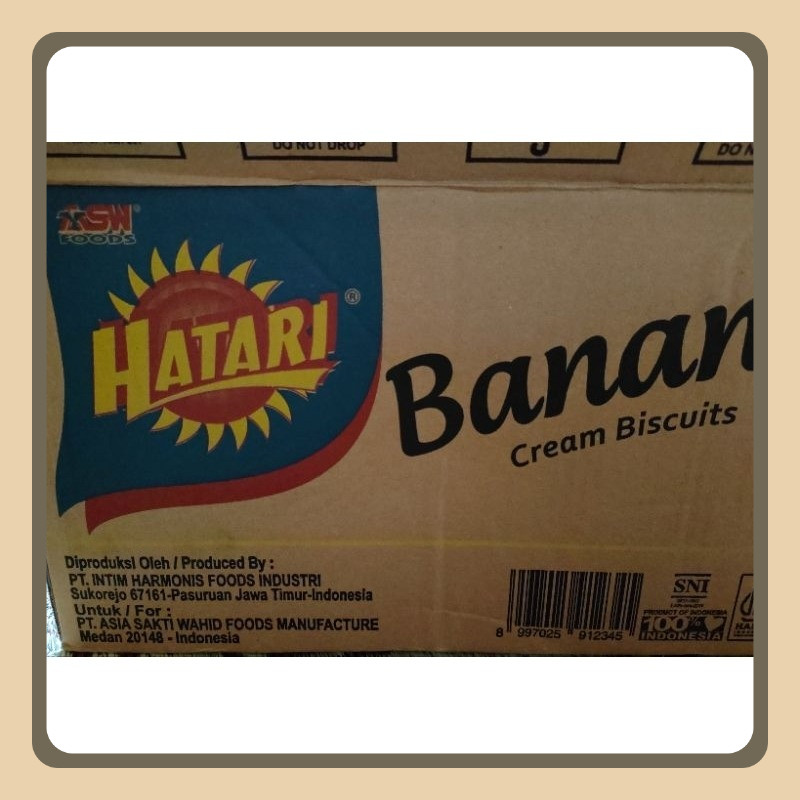 DO NOT DROP
ASW®
FOODS
HATARI®
Banan
Cream Biscuits
Diproduksi Oleh / Produced By :
PT. INTIM HARMONIS FOODS INDUSTRI
Sukorejo 67161-Pasuruan Jawa Timur-Indonesia
Untuk / For :
PT. ASIA SAKTI WAHID FOODS MANUFACTURE
Medan 20148 - Indonesia
8 997025 912345
SNI
PRODUCT OF INDONESIA
100%
INDONESIA